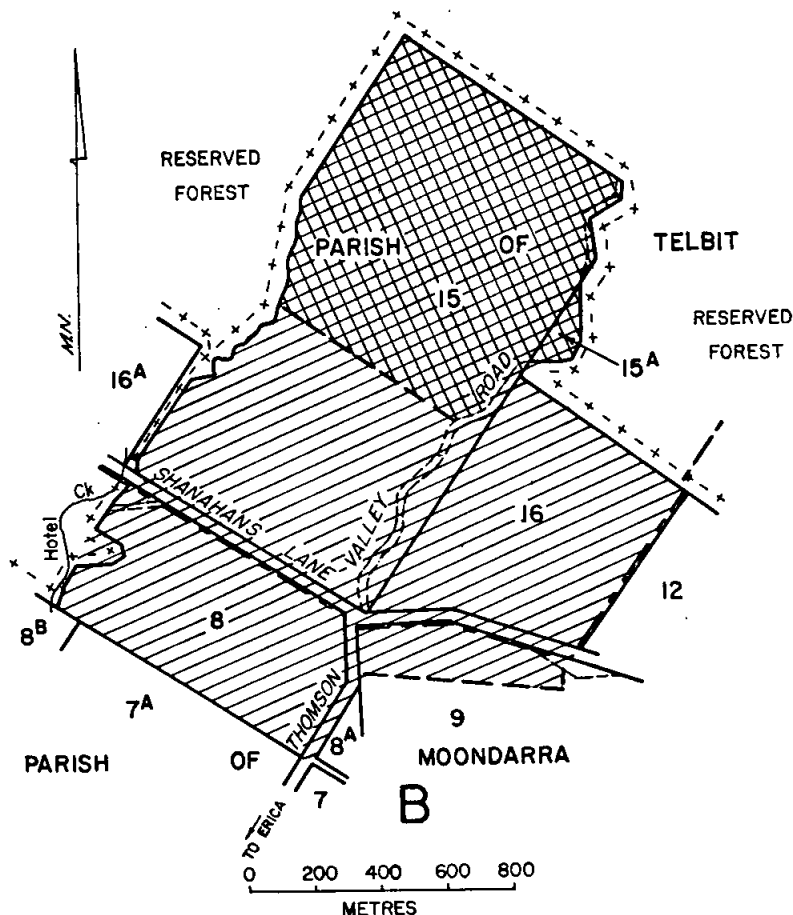 RESERVED
FOREST
PARISH OF TELBIT
15
RESERVED
FOREST
MN.
16A
15A
ROAD
SHANAHANS LANE
VALLEY
Hotel Ck
16
12
8
8B
7A
THOMSON
8A
9
PARISH OF MOONDARRA
7
B
TO ERICA
0 200 400 600 800
METRES